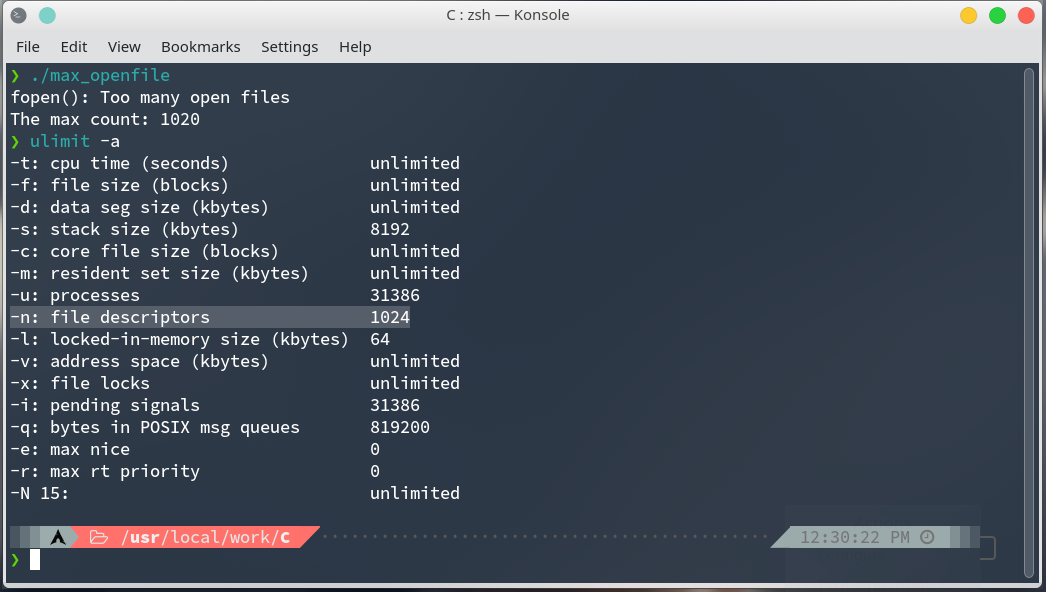 C : zsh — Konsole
File Edit View Bookmarks Settings Help
❯ ./max_openfile
fopen(): Too many open files
The max count: 1020
❯ ulimit -a
-t: cpu time (seconds) unlimited
-f: file size (blocks) unlimited
-d: data seg size (kbytes) unlimited
-s: stack size (kbytes) 8192
-c: core file size (blocks) unlimited
-m: resident set size (kbytes) unlimited
-u: processes 31386
-n: file descriptors 1024
-l: locked-in-memory size (kbytes) 64
-v: address space (kbytes) unlimited
-x: file locks unlimited
-i: pending signals 31386
-q: bytes in POSIX msg queues 819200
-e: max nice 0
-r: max rt priority 0
-N 15: unlimited
/usr/local/work/C 12:30:22 PM
❯